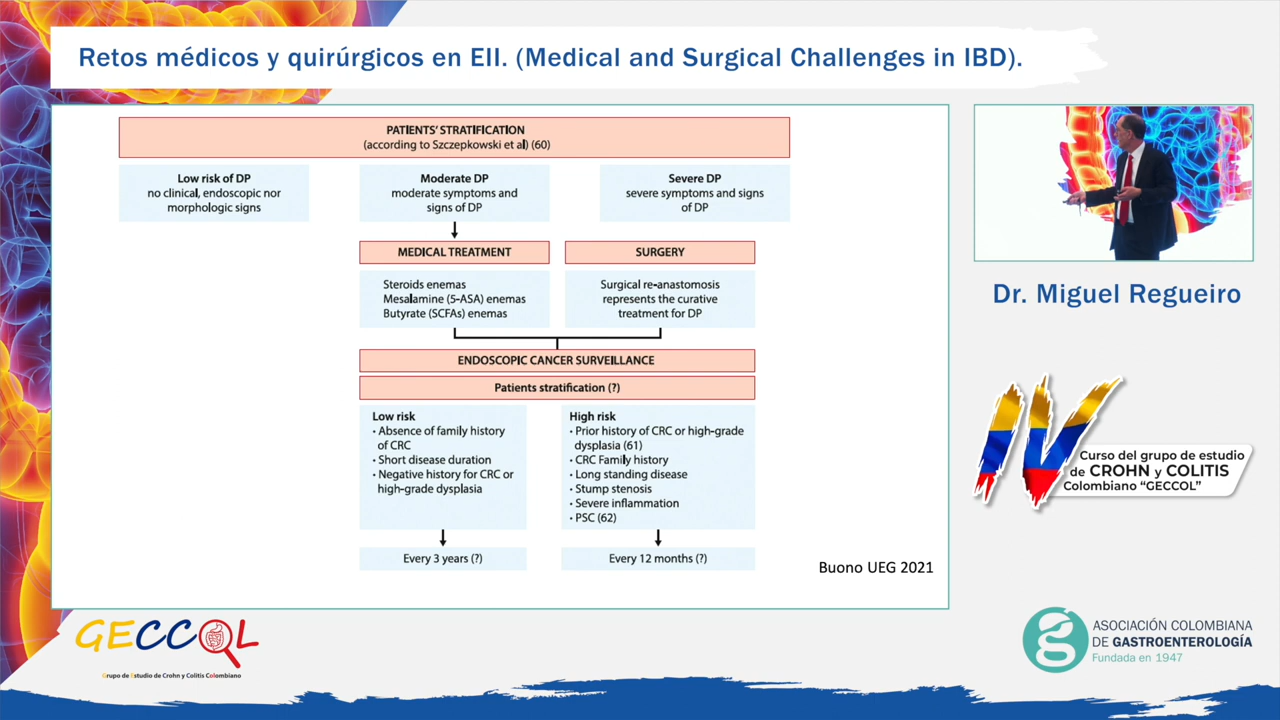 Retos médicos y quirúrgicos en EII. (Medical and Surgical Challenges in IBD).
PATIENTS' STRATIFICATION
(according to Szczepkowski et al) (60)
Low risk of DP
no clinical, endoscopic nor
morphologic signs
Moderate DP
moderate symptoms and
signs of DP
Severe DP
severe symptoms and signs
of DP
MEDICAL TREATMENT
Steroids enemas
Mesalamine (5-ASA) enemas
Butyrate (SCFAs) enemas
SURGERY
Surgical re-anastomosis
represents the curative
treatment for DP
ENDOSCOPIC CANCER SURVEILLANCE
Patients stratification (?)
Low risk
• Absence of family history
of CRC
• Short disease duration
• Negative history for CRC or
high-grade dysplasia
High risk
• Prior history of CRC or high-grade
dysplasia (61)
• CRC Family history
• Long standing disease
• Stump stenosis
• Severe inflammation
• PSC (62)
Every 3 years (?)
Every 12 months (?)
Buono UEG 2021
Dr. Miguel Regueiro
IV
Curso del grupo de estudio
de CROHN y COLITIS
Colombiano "GECCOL"
GECCOL
Grupo de Estudio de Crohn y Colitis Colombiano
ASOCIACIÓN COLOMBIANA
DE GASTROENTEROLOGÍA
Fundada en 1947